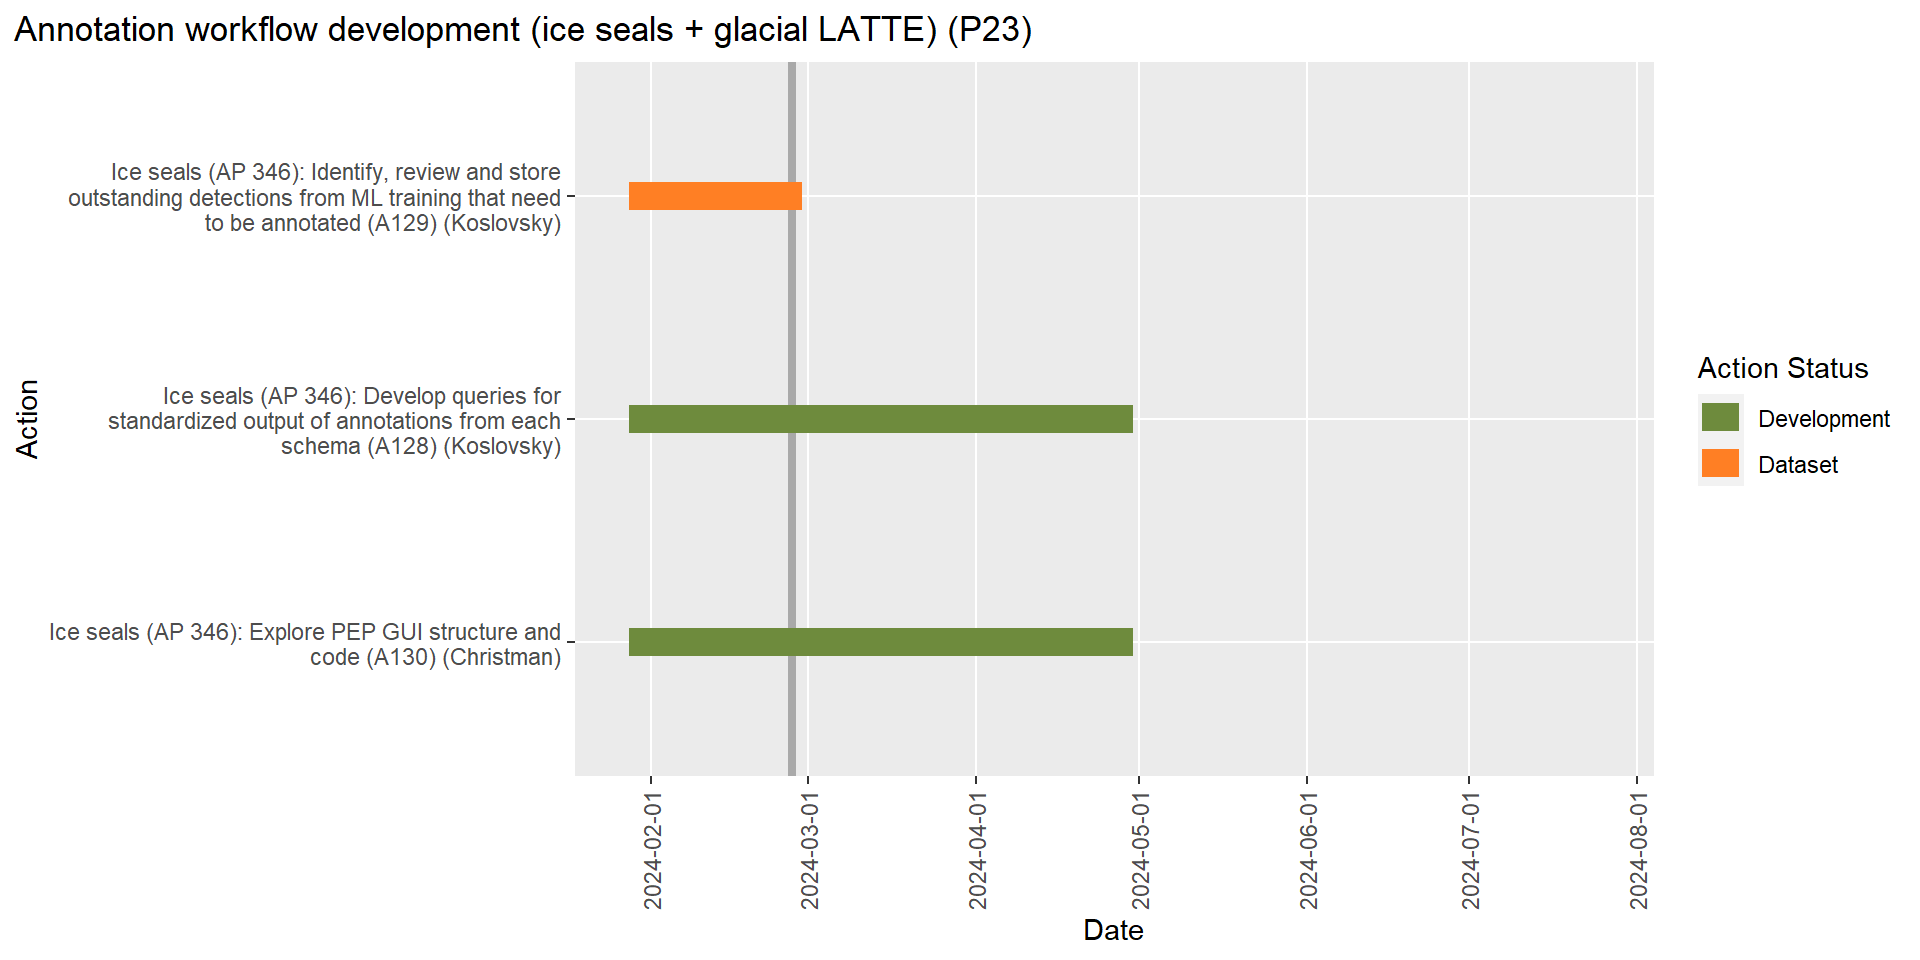 Annotation workflow development (ice seals + glacial LATTE) (P23)
Ice seals (AP 346): Identify, review and store
outstanding detections from ML training that need
to be annotated (A129) (Koslovsky)
Ice seals (AP 346): Develop queries for
standardized output of annotations from each
schema (A128) (Koslovsky)
Ice seals (AP 346): Explore PEP GUI structure and
code (A130) (Christman)
Action
2024-02-01
2024-03-01
2024-04-01
2024-05-01
2024-06-01
2024-07-01
2024-08-01
Date
Action Status
Development
Dataset